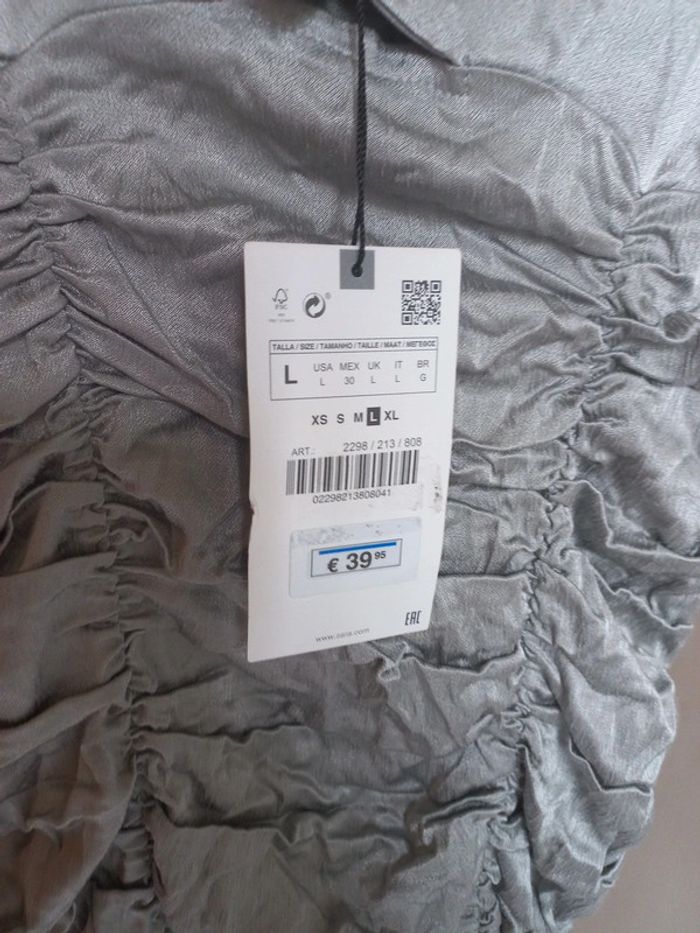 FSC
TALLA / SIZE / TAMANHO / TAILLE / MAAT / ΜΕΓΕΘΟΣ
L USA MEX UK IT BR
L 30 L L G
XS S M L XL
ART.: 2298 / 213 / 808
02298213808041
€ 39 95
EAC
www.zara.com